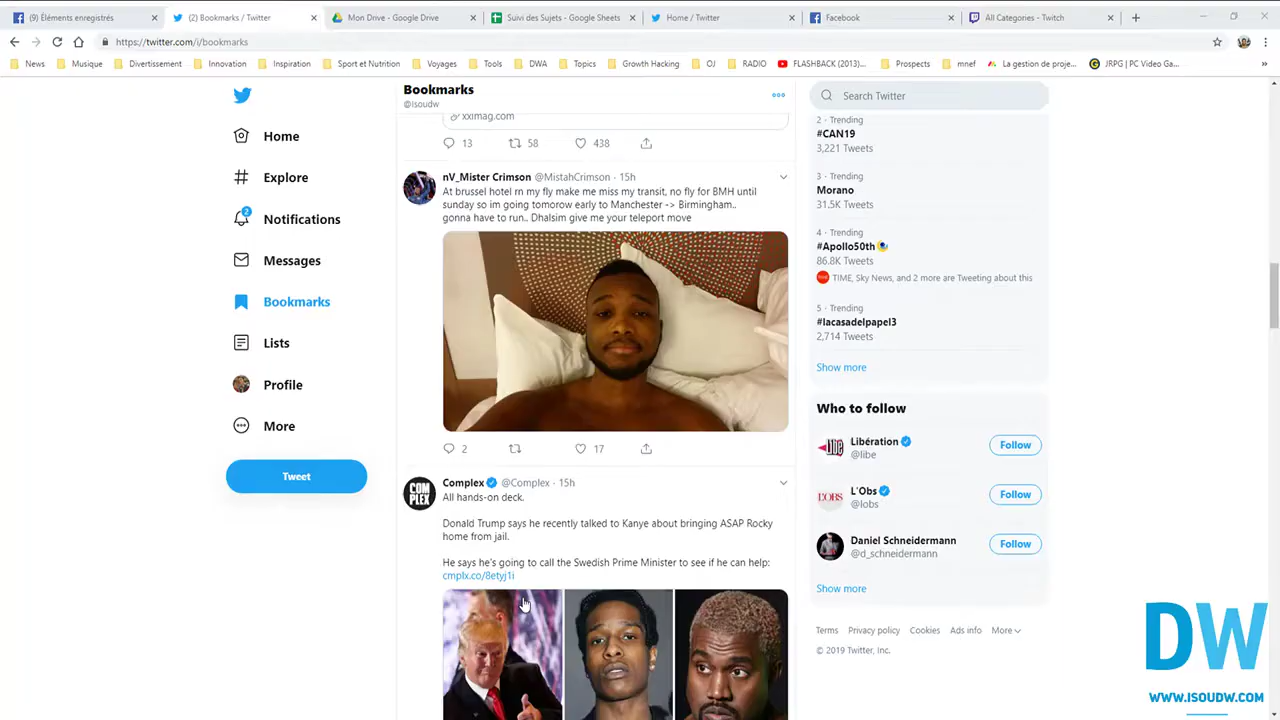 (9) Éléments enregistrés
(2) Bookmarks / Twitter
Mon Drive - Google Drive
Suivi des Sujets - Google Sheets
Home / Twitter
Facebook
All Categories - Twitch
https://twitter.com/i/bookmarks
News
Musique
Divertissement
Innovation
Inspiration
Sport et Nutrition
Voyages
Tools
DWA
Topics
Growth Hacking
OJ
RADIO
FLASHBACK (2013)...
Prospects
mnef
La gestion de proje...
JRPG | PC Video Ga...
Home
Explore
2
Notifications
Messages
Bookmarks
Lists
Profile
More
Tweet
Bookmarks
@isoudw
xximag.com
13 58 438
nV_Mister Crimson @MistahCrimson · 15h
At brussel hotel rn my fly make me miss my transit, no fly for BMH until
sunday so im going tomorow early to Manchester -> Birmingham..
gonna have to run.. Dhalsim give me your teleport move
2 17
COM
PLEX
Complex @Complex · 15h
All hands-on deck.
Donald Trump says he recently talked to Kanye about bringing ASAP Rocky
home from jail.
He says he's going to call the Swedish Prime Minister to see if he can help:
cmplx.co/8etyj1i
Search Twitter
2 · Trending
#CAN19
3,221 Tweets
3 · Trending
Morano
31.5K Tweets
4 · Trending
#Apollo50th
86.8K Tweets
TIME, Sky News, and 2 more are Tweeting about this
5 · Trending
#lacasadelpapel3
2,714 Tweets
Show more
Who to follow
Libération
@libe
Follow
L'OBS
L'Obs
@lobs
Follow
Daniel Schneidermann
@d_schneidermann
Follow
Show more
Terms Privacy policy Cookies Ads info More
© 2019 Twitter, Inc.
DW
WWW.ISOUDW.COM